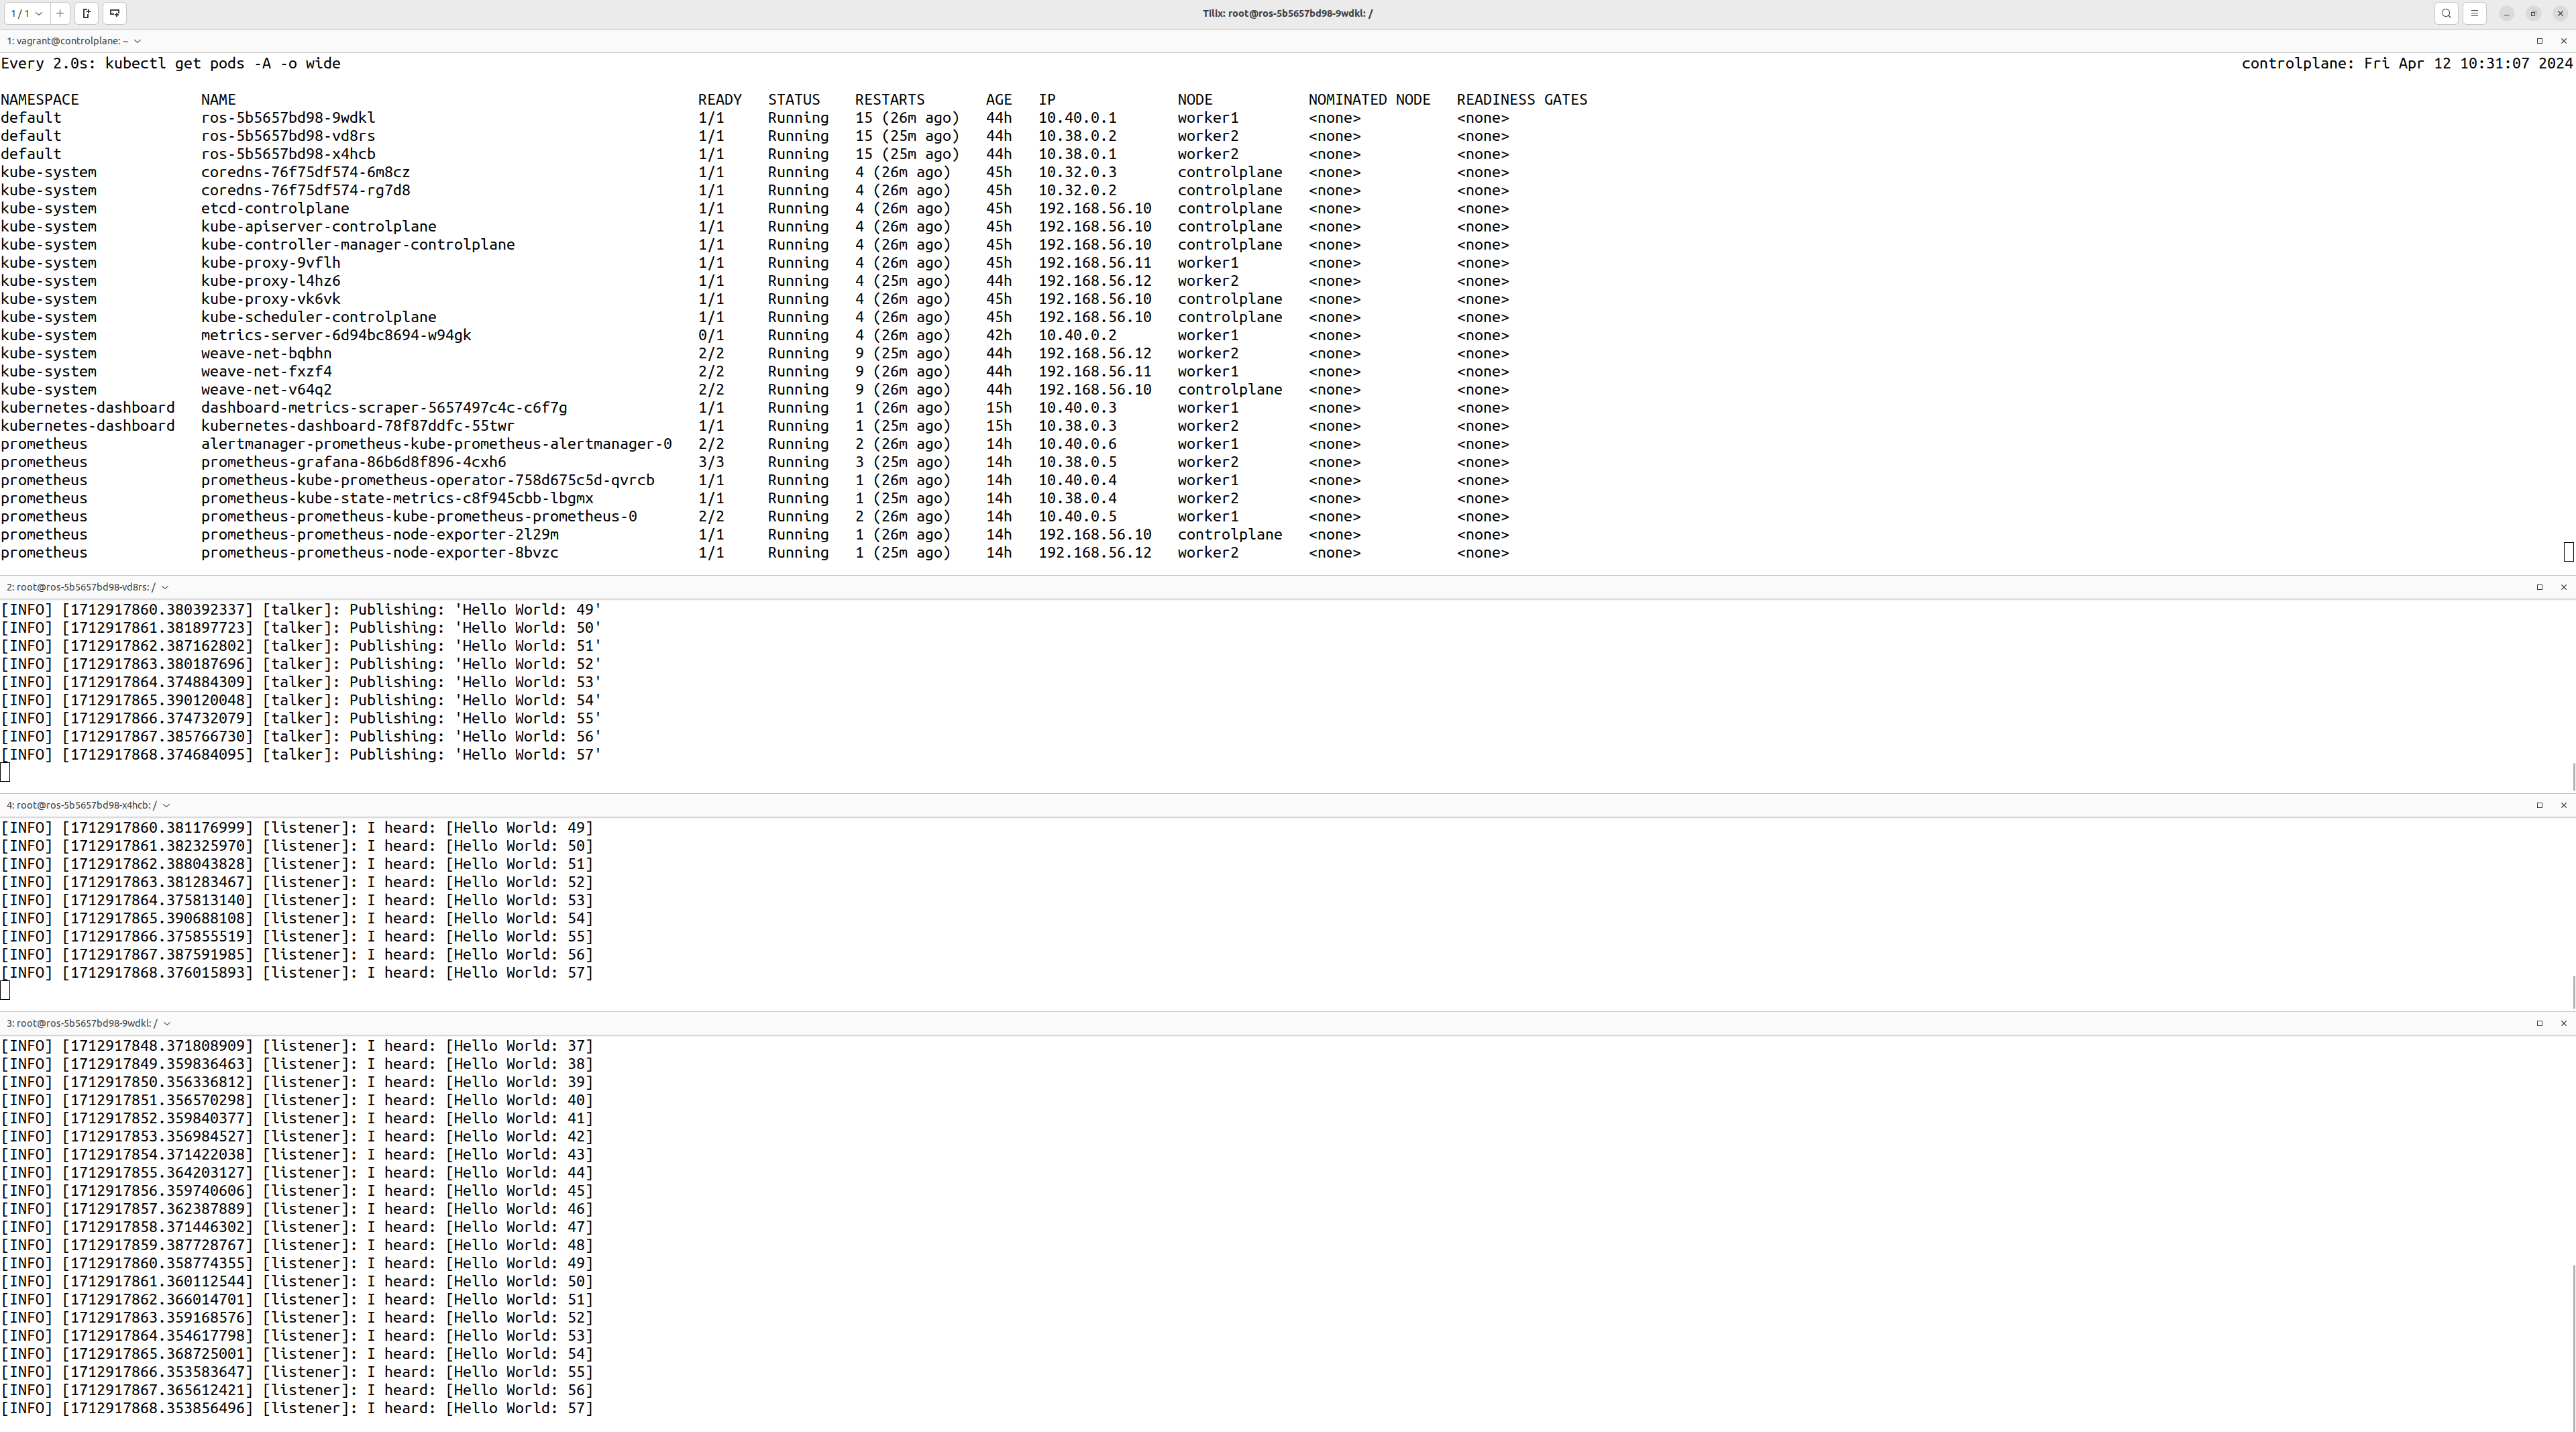 1 / 1
Tilix: root@ros-5b5657bd98-9wdkl: /
1: vagrant@controlplane: ~
Every 2.0s: kubectl get pods -A -o wide controlplane: Fri Apr 12 10:31:07 2024
NAMESPACE NAME READY STATUS RESTARTS AGE IP NODE NOMINATED NODE READINESS GATES
default ros-5b5657bd98-9wdkl 1/1 Running 15 (26m ago) 44h 10.40.0.1 worker1 <none> <none>
default ros-5b5657bd98-vd8rs 1/1 Running 15 (25m ago) 44h 10.38.0.2 worker2 <none> <none>
default ros-5b5657bd98-x4hcb 1/1 Running 15 (25m ago) 44h 10.38.0.1 worker2 <none> <none>
kube-system coredns-76f75df574-6m8cz 1/1 Running 4 (26m ago) 45h 10.32.0.3 controlplane <none> <none>
kube-system coredns-76f75df574-rg7d8 1/1 Running 4 (26m ago) 45h 10.32.0.2 controlplane <none> <none>
kube-system etcd-controlplane 1/1 Running 4 (26m ago) 45h 192.168.56.10 controlplane <none> <none>
kube-system kube-apiserver-controlplane 1/1 Running 4 (26m ago) 45h 192.168.56.10 controlplane <none> <none>
kube-system kube-controller-manager-controlplane 1/1 Running 4 (26m ago) 45h 192.168.56.10 controlplane <none> <none>
kube-system kube-proxy-9vflh 1/1 Running 4 (26m ago) 45h 192.168.56.11 worker1 <none> <none>
kube-system kube-proxy-l4hz6 1/1 Running 4 (25m ago) 44h 192.168.56.12 worker2 <none> <none>
kube-system kube-proxy-vk6vk 1/1 Running 4 (26m ago) 45h 192.168.56.10 controlplane <none> <none>
kube-system kube-scheduler-controlplane 1/1 Running 4 (26m ago) 45h 192.168.56.10 controlplane <none> <none>
kube-system metrics-server-6d94bc8694-w94gk 0/1 Running 4 (26m ago) 42h 10.40.0.2 worker1 <none> <none>
kube-system weave-net-bqbhn 2/2 Running 9 (25m ago) 44h 192.168.56.12 worker2 <none> <none>
kube-system weave-net-fxzf4 2/2 Running 9 (26m ago) 44h 192.168.56.11 worker1 <none> <none>
kube-system weave-net-v64q2 2/2 Running 9 (26m ago) 44h 192.168.56.10 controlplane <none> <none>
kubernetes-dashboard dashboard-metrics-scraper-5657497c4c-c6f7g 1/1 Running 1 (26m ago) 15h 10.40.0.3 worker1 <none> <none>
kubernetes-dashboard kubernetes-dashboard-78f87ddfc-55twr 1/1 Running 1 (25m ago) 15h 10.38.0.3 worker2 <none> <none>
prometheus alertmanager-prometheus-kube-prometheus-alertmanager-0 2/2 Running 2 (26m ago) 14h 10.40.0.6 worker1 <none> <none>
prometheus prometheus-grafana-86b6d8f896-4cxh6 3/3 Running 3 (25m ago) 14h 10.38.0.5 worker2 <none> <none>
prometheus prometheus-kube-prometheus-operator-758d675c5d-qvrcb 1/1 Running 1 (26m ago) 14h 10.40.0.4 worker1 <none> <none>
prometheus prometheus-kube-state-metrics-c8f945cbb-lbgmx 1/1 Running 1 (25m ago) 14h 10.38.0.4 worker2 <none> <none>
prometheus prometheus-prometheus-kube-prometheus-prometheus-0 2/2 Running 2 (26m ago) 14h 10.40.0.5 worker1 <none> <none>
prometheus prometheus-prometheus-node-exporter-2l29m 1/1 Running 1 (26m ago) 14h 192.168.56.10 controlplane <none> <none>
prometheus prometheus-prometheus-node-exporter-8bvzc 1/1 Running 1 (25m ago) 14h 192.168.56.12 worker2 <none> <none>
2: root@ros-5b5657bd98-vd8rs: /
[INFO] [1712917860.380392337] [talker]: Publishing: 'Hello World: 49'
[INFO] [1712917861.381897723] [talker]: Publishing: 'Hello World: 50'
[INFO] [1712917862.387162802] [talker]: Publishing: 'Hello World: 51'
[INFO] [1712917863.380187696] [talker]: Publishing: 'Hello World: 52'
[INFO] [1712917864.374884309] [talker]: Publishing: 'Hello World: 53'
[INFO] [1712917865.390120048] [talker]: Publishing: 'Hello World: 54'
[INFO] [1712917866.374732079] [talker]: Publishing: 'Hello World: 55'
[INFO] [1712917867.385766730] [talker]: Publishing: 'Hello World: 56'
[INFO] [1712917868.374684095] [talker]: Publishing: 'Hello World: 57'
4: root@ros-5b5657bd98-x4hcb: /
[INFO] [1712917860.381176999] [listener]: I heard: [Hello World: 49]
[INFO] [1712917861.382325970] [listener]: I heard: [Hello World: 50]
[INFO] [1712917862.388043828] [listener]: I heard: [Hello World: 51]
[INFO] [1712917863.381283467] [listener]: I heard: [Hello World: 52]
[INFO] [1712917864.375813140] [listener]: I heard: [Hello World: 53]
[INFO] [1712917865.390688108] [listener]: I heard: [Hello World: 54]
[INFO] [1712917866.375855519] [listener]: I heard: [Hello World: 55]
[INFO] [1712917867.387591985] [listener]: I heard: [Hello World: 56]
[INFO] [1712917868.376015893] [listener]: I heard: [Hello World: 57]
3: root@ros-5b5657bd98-9wdkl: /
[INFO] [1712917848.371808909] [listener]: I heard: [Hello World: 37]
[INFO] [1712917849.359836463] [listener]: I heard: [Hello World: 38]
[INFO] [1712917850.356336812] [listener]: I heard: [Hello World: 39]
[INFO] [1712917851.356570298] [listener]: I heard: [Hello World: 40]
[INFO] [1712917852.359840377] [listener]: I heard: [Hello World: 41]
[INFO] [1712917853.356984527] [listener]: I heard: [Hello World: 42]
[INFO] [1712917854.371422038] [listener]: I heard: [Hello World: 43]
[INFO] [1712917855.364203127] [listener]: I heard: [Hello World: 44]
[INFO] [1712917856.359740606] [listener]: I heard: [Hello World: 45]
[INFO] [1712917857.362387889] [listener]: I heard: [Hello World: 46]
[INFO] [1712917858.371446302] [listener]: I heard: [Hello World: 47]
[INFO] [1712917859.387728767] [listener]: I heard: [Hello World: 48]
[INFO] [1712917860.358774355] [listener]: I heard: [Hello World: 49]
[INFO] [1712917861.360112544] [listener]: I heard: [Hello World: 50]
[INFO] [1712917862.366014701] [listener]: I heard: [Hello World: 51]
[INFO] [1712917863.359168576] [listener]: I heard: [Hello World: 52]
[INFO] [1712917864.354617798] [listener]: I heard: [Hello World: 53]
[INFO] [1712917865.368725001] [listener]: I heard: [Hello World: 54]
[INFO] [1712917866.353583647] [listener]: I heard: [Hello World: 55]
[INFO] [1712917867.365612421] [listener]: I heard: [Hello World: 56]
[INFO] [1712917868.353856496] [listener]: I heard: [Hello World: 57]